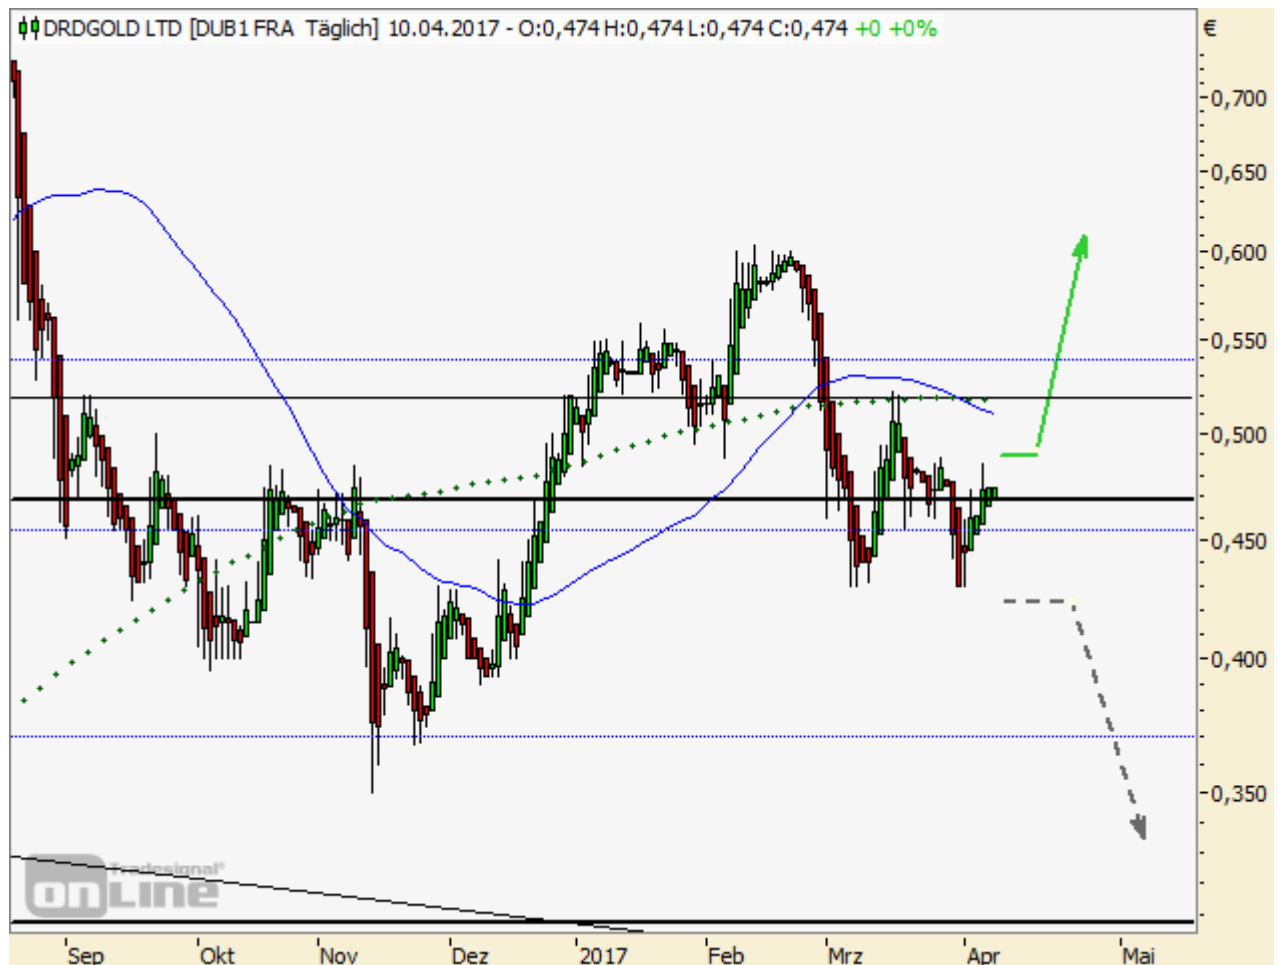 DRDGOLD LTD [DUB1 FRA Täglich] 10.04.2017 - O:0,474 H:0,474 L:0,474 C:0,474 +0 +0%
€
0,700
0,650
0,600
0,550
0,500
0,450
0,400
0,350
Tradesignal®
onLine
Sep Okt Nov Dez 2017 Feb Mrz Apr Mai